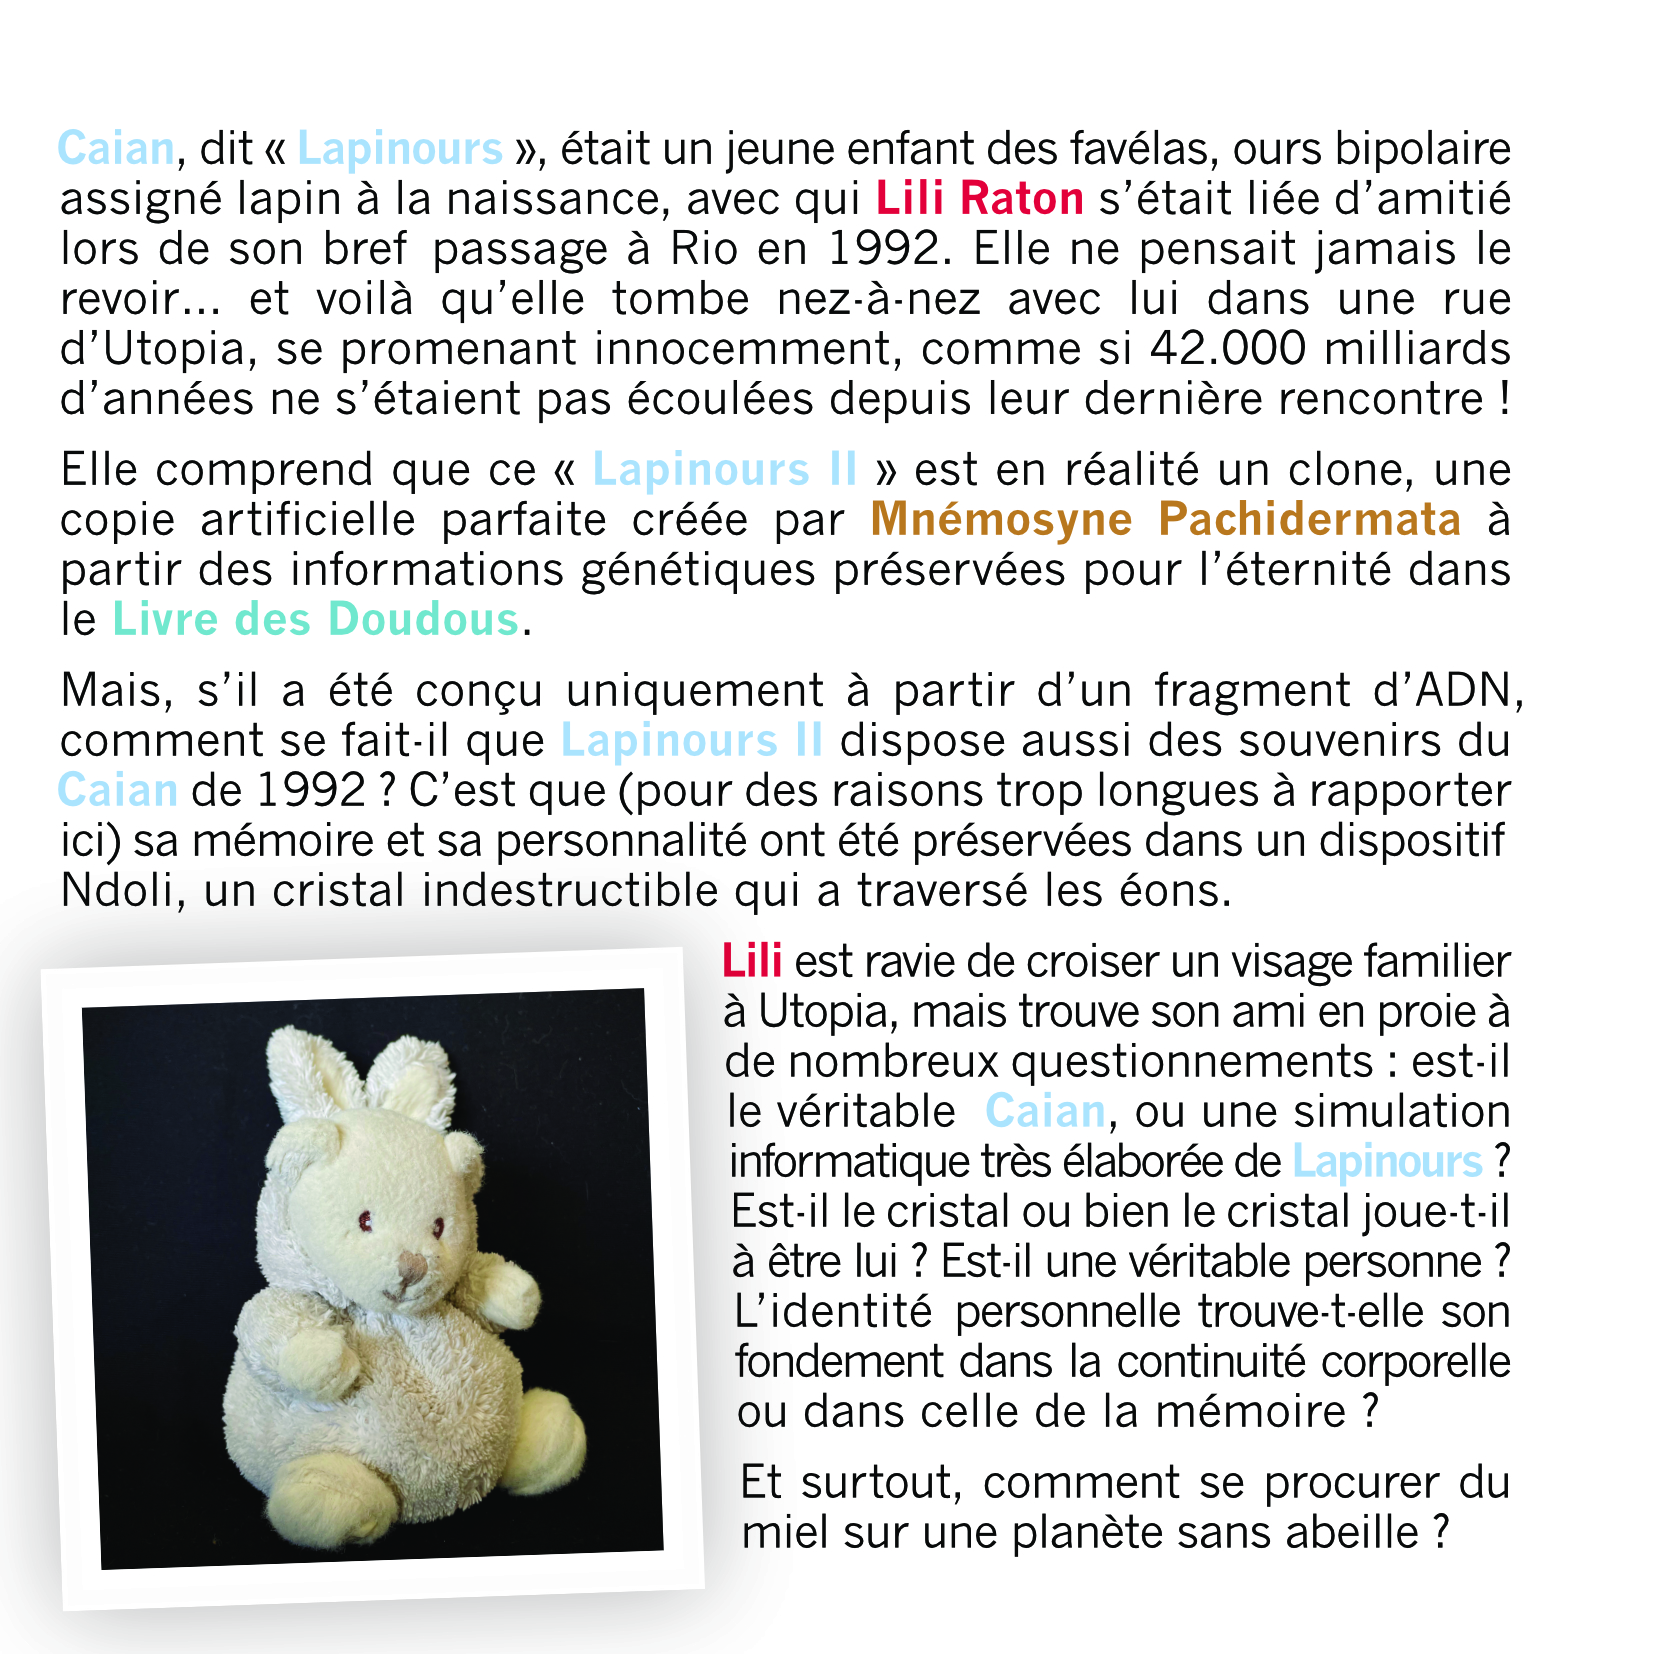 Caian, dit « Lapinours », était un jeune enfant des favélas, ours bipolaire
assigné lapin à la naissance, avec qui Lili Raton s’était liée d’amitié
lors de son bref passage à Rio en 1992. Elle ne pensait jamais le
revoir... et voilà qu’elle tombe nez-à-nez avec lui dans une rue
d’Utopia, se promenant innocemment, comme si 42.000 milliards
d’années ne s’étaient pas écoulées depuis leur dernière rencontre !
Elle comprend que ce « Lapinours II » est en réalité un clone, une
copie artificielle parfaite créée par Mnémosyne Pachidermata à
partir des informations génétiques préservées pour l’éternité dans
le Livre des Doudous.
Mais, s’il a été conçu uniquement à partir d’un fragment d’ADN,
comment se fait-il que Lapinours II dispose aussi des souvenirs du
Caian de 1992 ? C’est que (pour des raisons trop longues à rapporter
ici) sa mémoire et sa personnalité ont été préservées dans un dispositif
Ndoli, un cristal indestructible qui a traversé les éons.
Lili est ravie de croiser un visage familier
à Utopia, mais trouve son ami en proie à
de nombreux questionnements : est-il
le véritable Caian, ou une simulation
informatique très élaborée de Lapinours ?
Est-il le cristal ou bien le cristal joue-t-il
à être lui ? Est-il une véritable personne ?
L’identité personnelle trouve-t-elle son
fondement dans la continuité corporelle
ou dans celle de la mémoire ?
Et surtout, comment se procurer du
miel sur une planète sans abeille ?